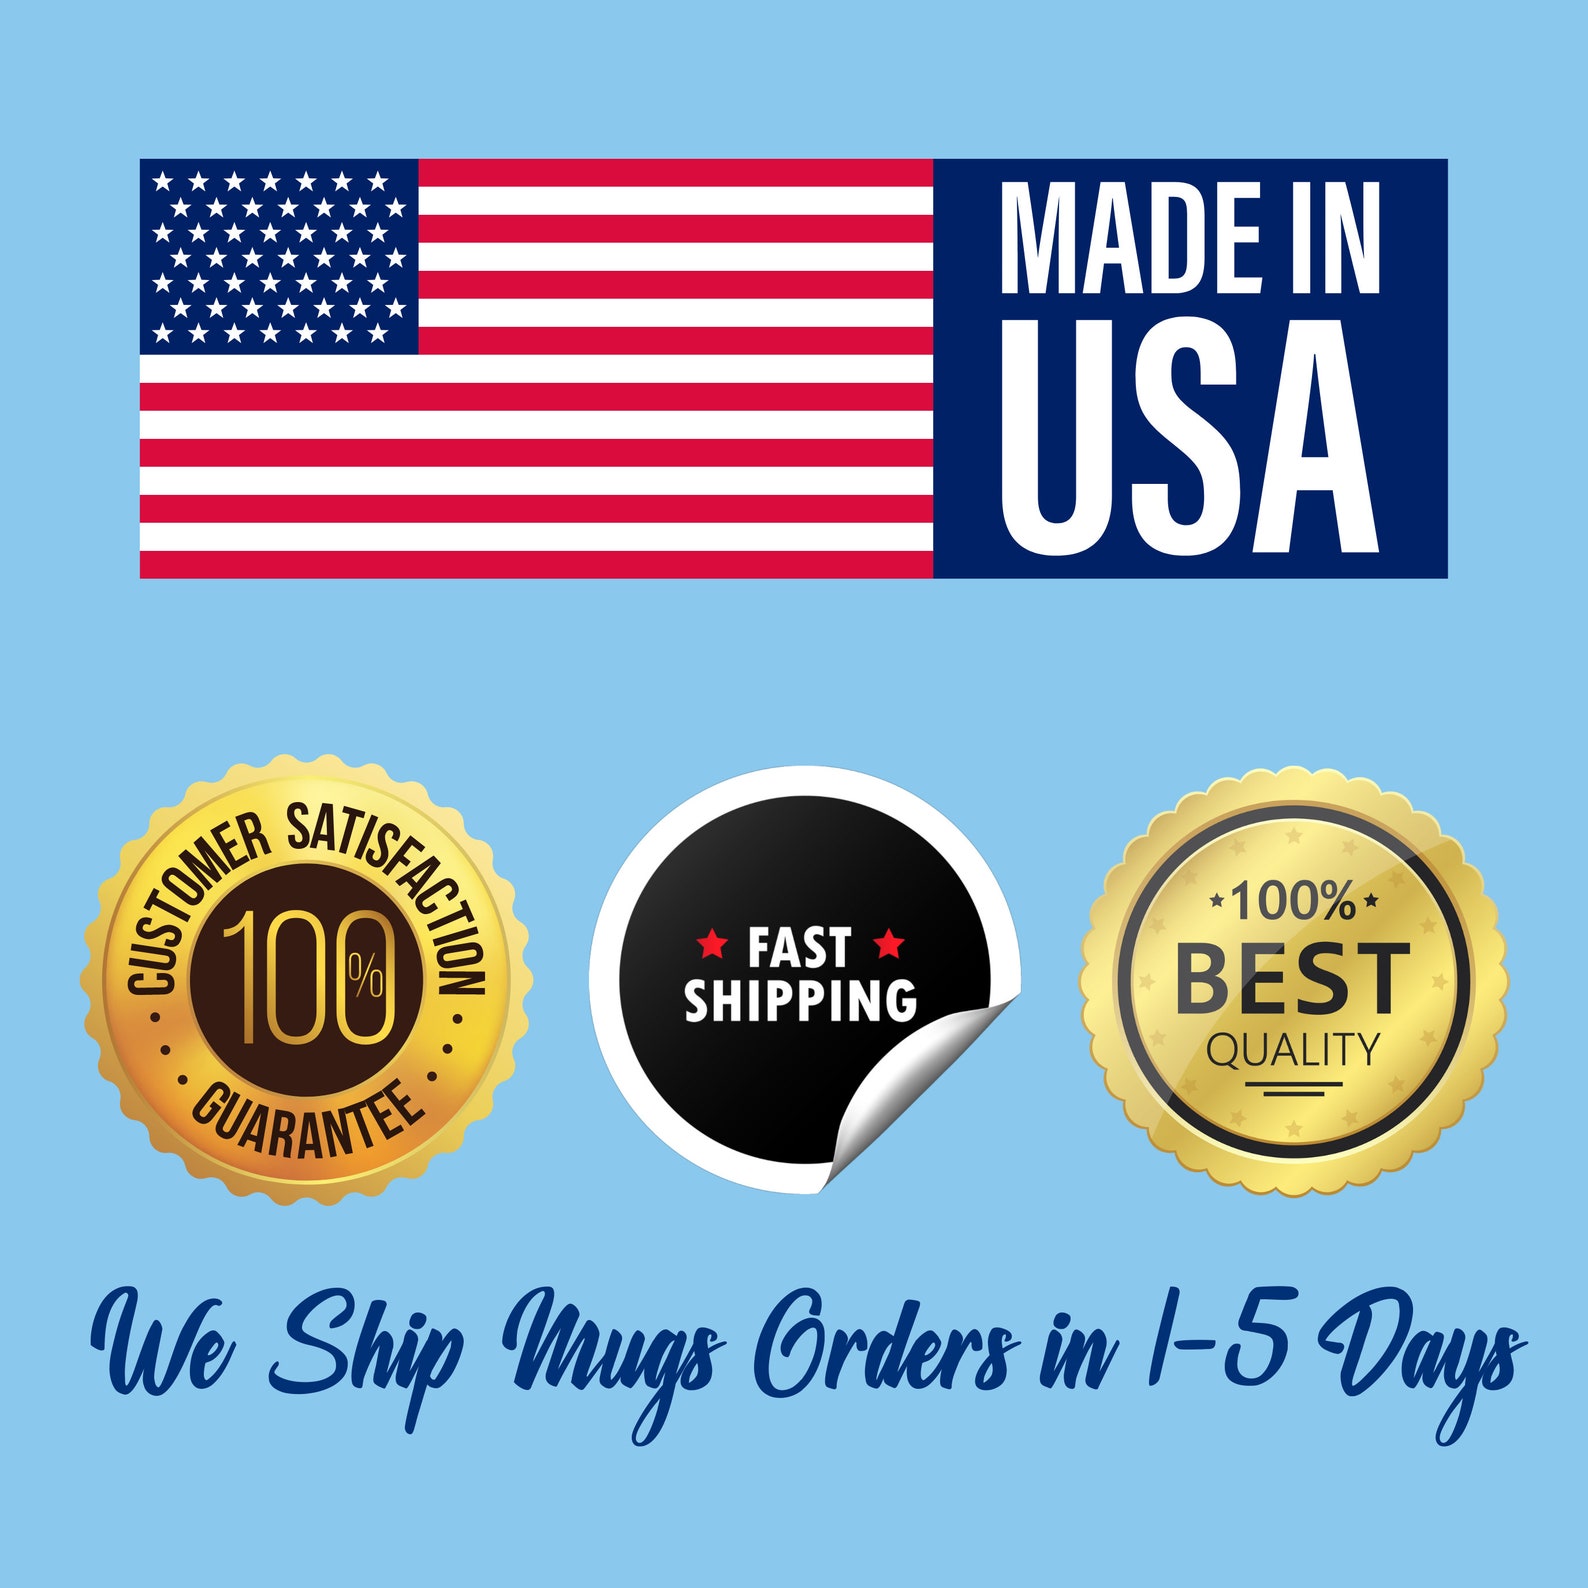 MADE IN
USA
CUSTOMER SATISFACTION
100%
GUARANTEE
FAST
SHIPPING
100%
BEST
QUALITY
We Ship Mugs Orders in 1-5 Days